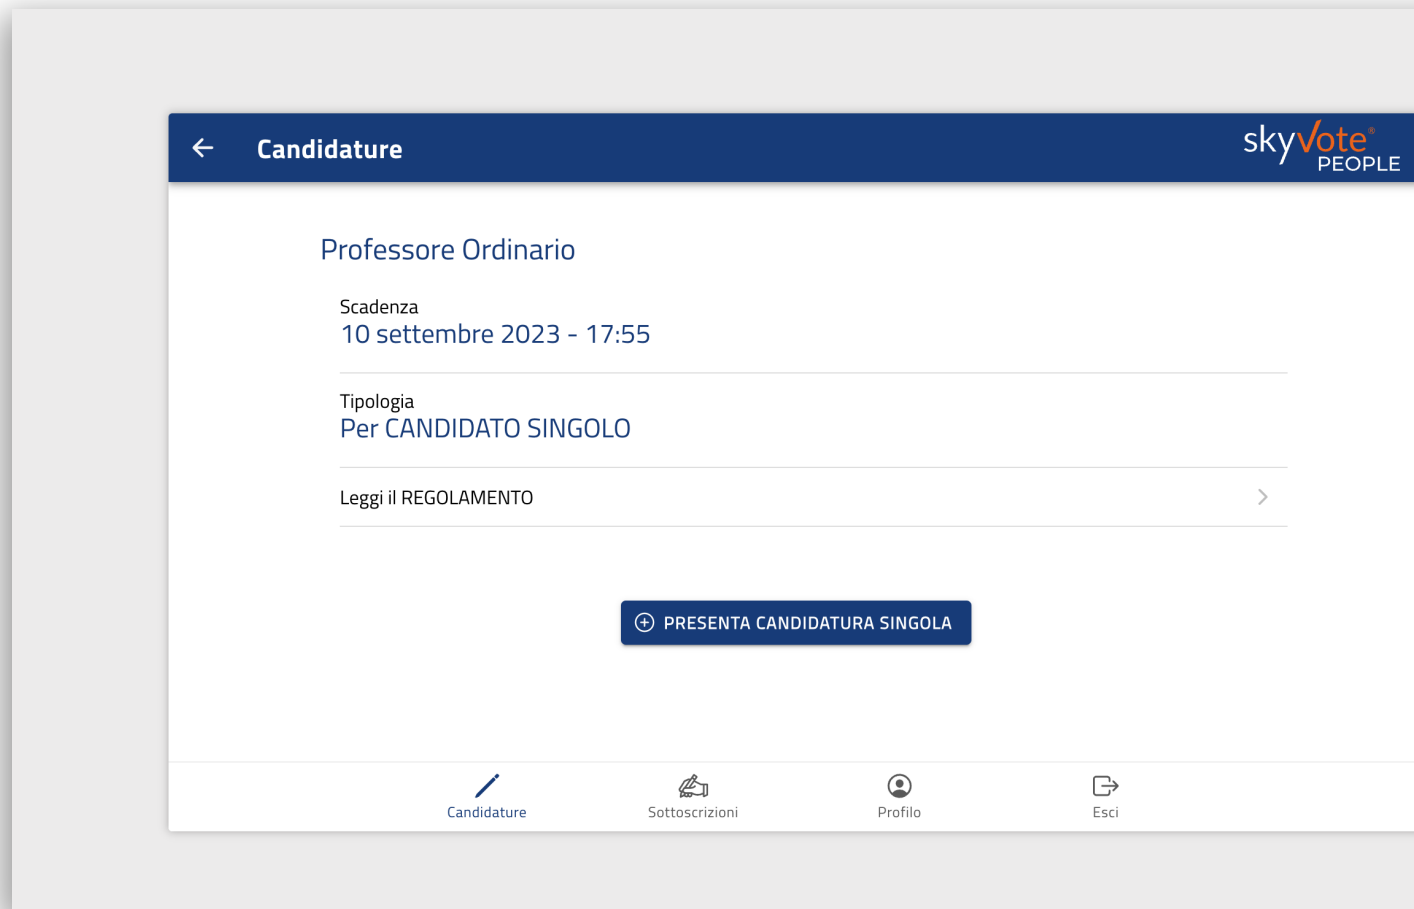 Candidature
skyVote®
PEOPLE
Professore Ordinario
Scadenza
10 settembre 2023 - 17:55
Tipologia
Per CANDIDATO SINGOLO
Leggi il REGOLAMENTO
PRESENTA CANDIDATURA SINGOLA
Candidature
Sottoscrizioni
Profilo
Esci